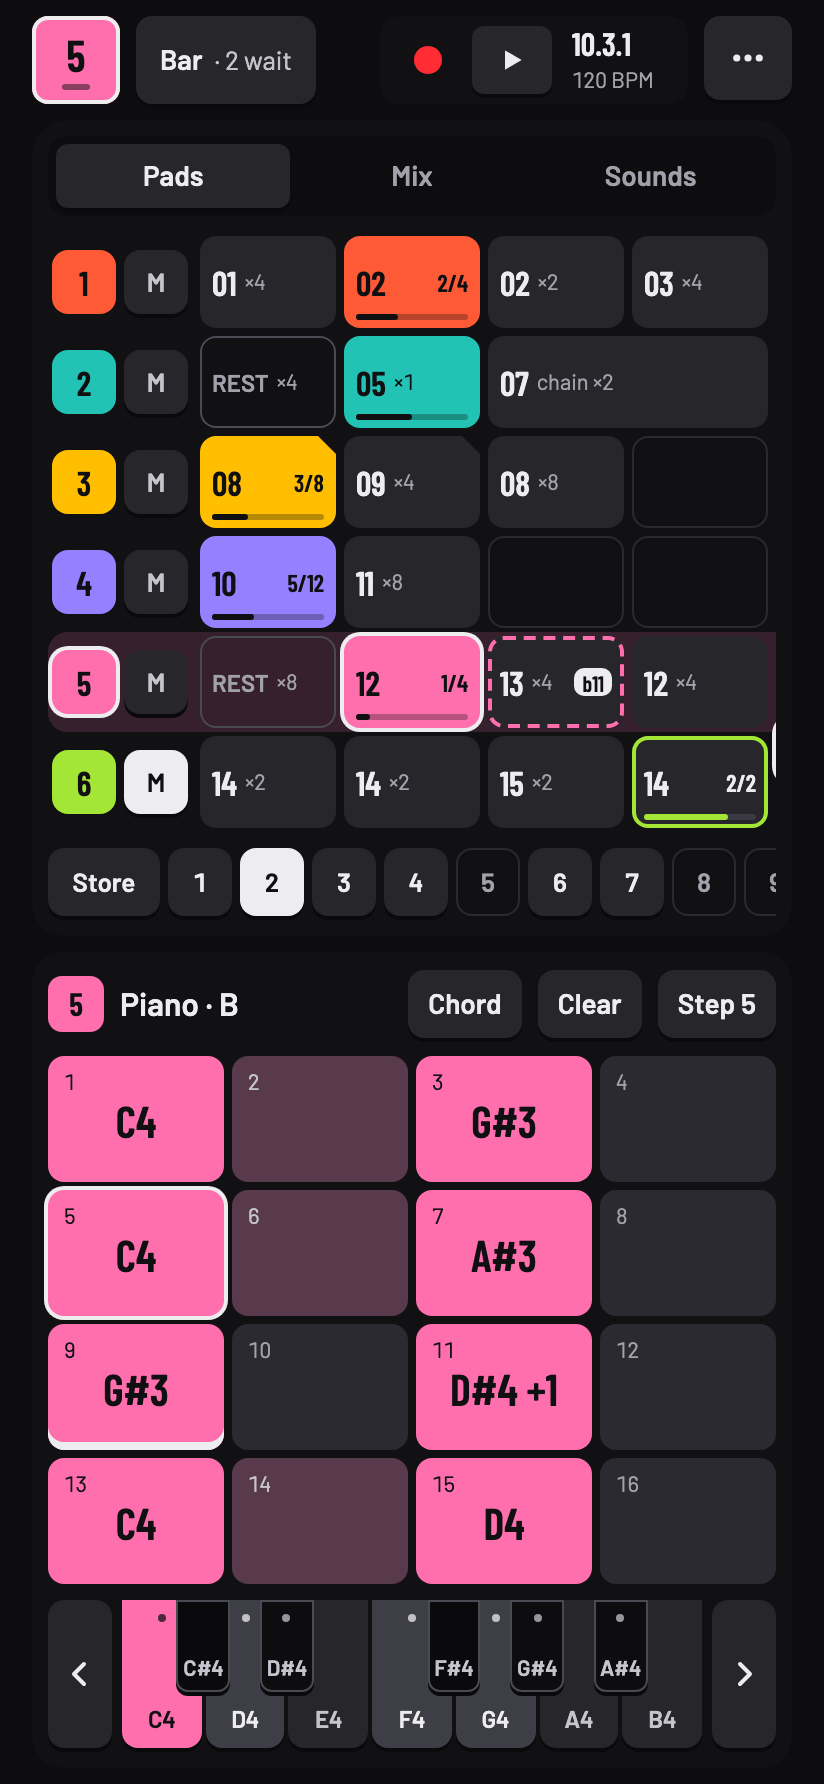 5 Bar · 2 wait 10.3.1
120 BPM •••
Pads Mix Sounds
1 M 01 ×4 02 2/4 02 ×2 03 ×4
2 M REST ×4 05 ×1 07 chain ×2
3 M 08 3/8 09 ×4 08 ×8
4 M 10 5/12 11 ×8
5 M REST ×8 12 1/4 13 ×4 b11 12 ×4
6 M 14 ×2 14 ×2 15 ×2 14 2/2
Store 1 2 3 4 5 6 7 8
5 Piano · B Chord Clear Step 5
1 2 3 4
C4 G#3
5 6 7 8
C4 A#3
9 10 11 12
G#3 D#4 +1
13 14 15 16
C4 D4
C#4 D#4 F#4 G#4 A#4
C4 D4 E4 F4 G4 A4 B4